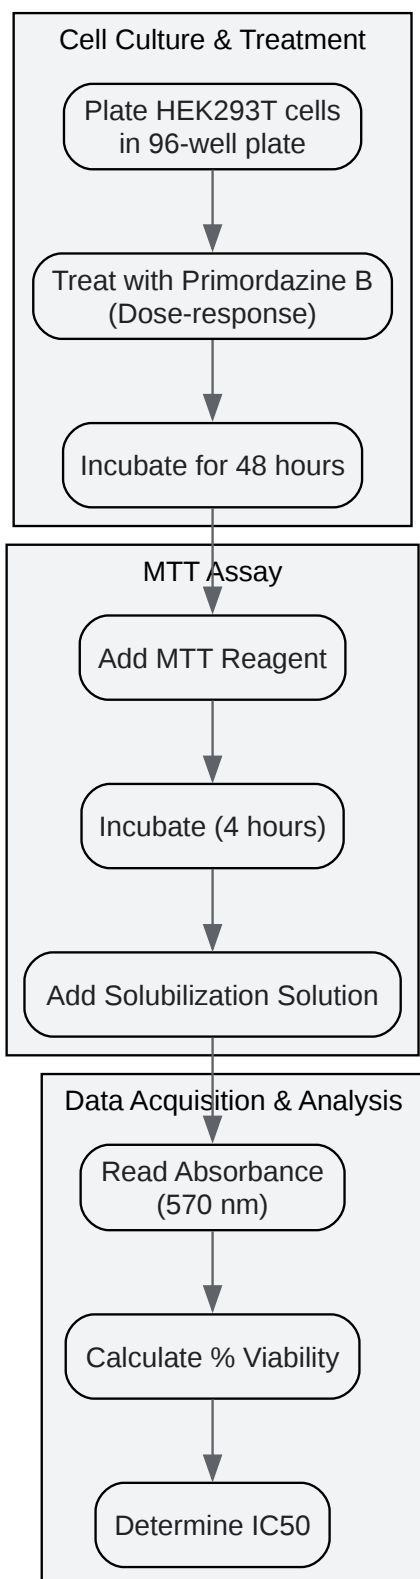 Cell Culture & Treatment
Plate HEK293T cells
in 96-well plate
Treat with Primordazine B
(Dose-response)
Incubate for 48 hours
MTT Assay
Add MTT Reagent
Incubate (4 hours)
Add Solubilization Solution
Data Acquisition & Analysis
Read Absorbance
(570 nm)
Calculate % Viability
Determine IC50